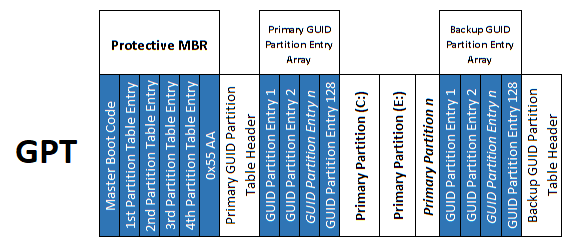 Protective MBR
Primary GUID
Partition Entry
Array
Backup GUID
Partition Entry
Array
GPT
Master Boot Code
1st Partition Table Entry
2nd Partition Table Entry
3rd Partition Table Entry
4th Partition Table Entry
0x55 AA
Primary GUID Partition
Table Header
GUID Partition Entry 1
GUID Partition Entry 2
GUID Partition Entry n
GUID Partition Entry 128
Primary Partition (C:)
Primary Partition (E:)
Primary Partition n
GUID Partition Entry 1
GUID Partition Entry 2
GUID Partition Entry n
GUID Partition Entry 128
Backup GUID Partition
Table Header